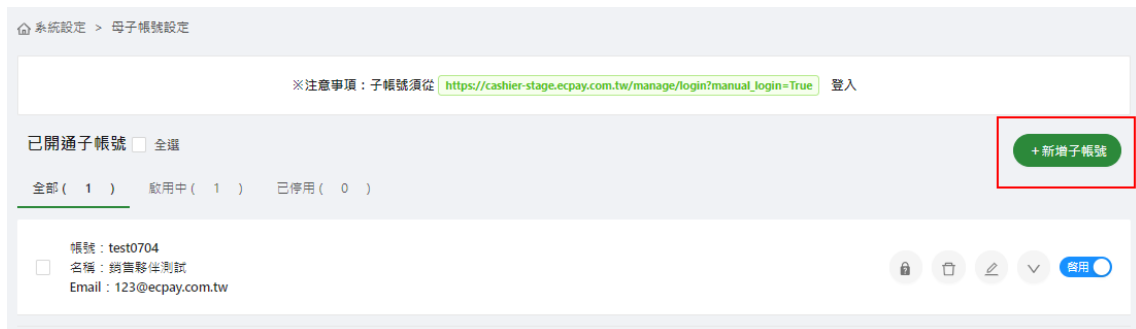 系統設定 > 母子帳號設定
※注意事項：子帳號須從 https://cashier-stage.ecpay.com.tw/manage/login?manual_login=True 登入
已開通子帳號 全選
+新增子帳號
全部( 1 ) 啟用中( 1 ) 已停用( 0 )
帳號：test0704
名稱：銷售夥伴測試
Email：123@ecpay.com.tw
啓用